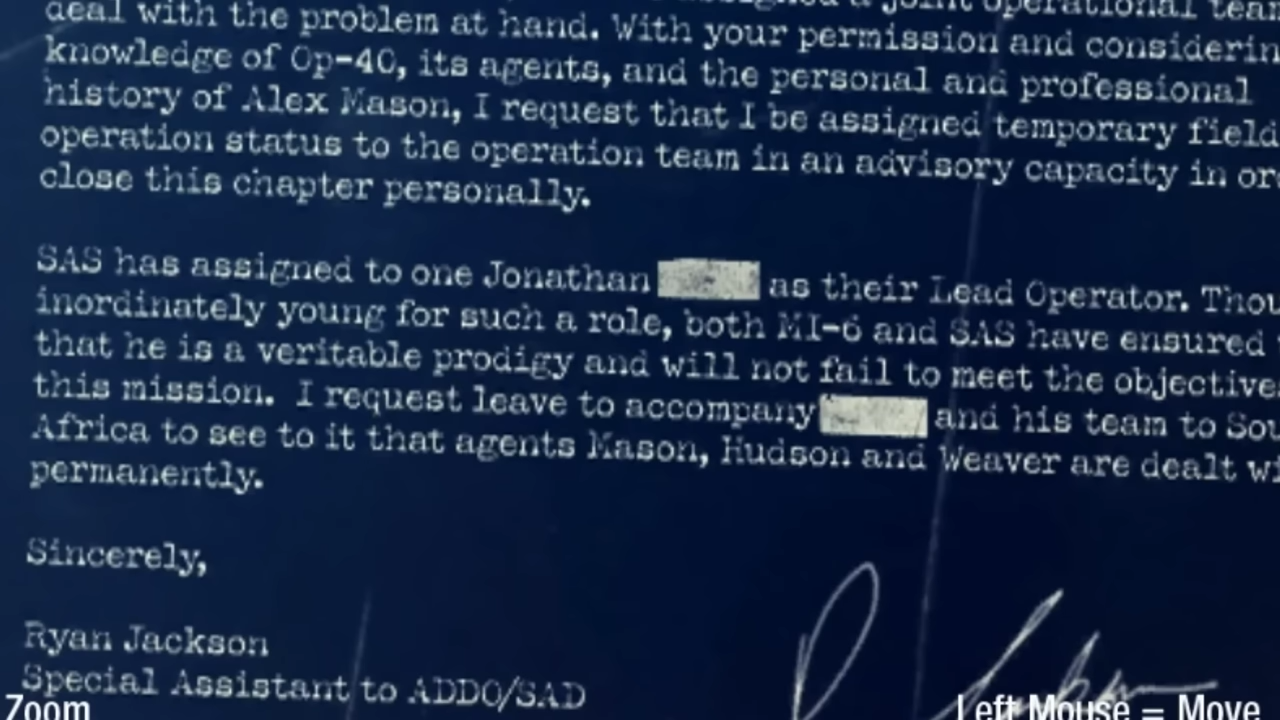 deal with the problem at hand. With your permission and considerin
knowledge of Op-40, its agents, and the personal and professional
history of Alex Mason, I request that I be assigned temporary field
operation status to the operation team in an advisory capacity in or
close this chapter personally.
SAS has assigned to one Jonathan as their Lead Operator. Thou
inordinately young for such a role, both MI-6 and SAS have ensured
that he is a veritable prodigy and will not fail to meet the objective
this mission. I request leave to accompany and his team to Sou
Africa to see to it that agents Mason, Hudson and Weaver are dealt wi
permanently.
Sincerely,
Ryan Jackson
Special Assistant to ADDO/SAD
Zoom Left Mouse = Move